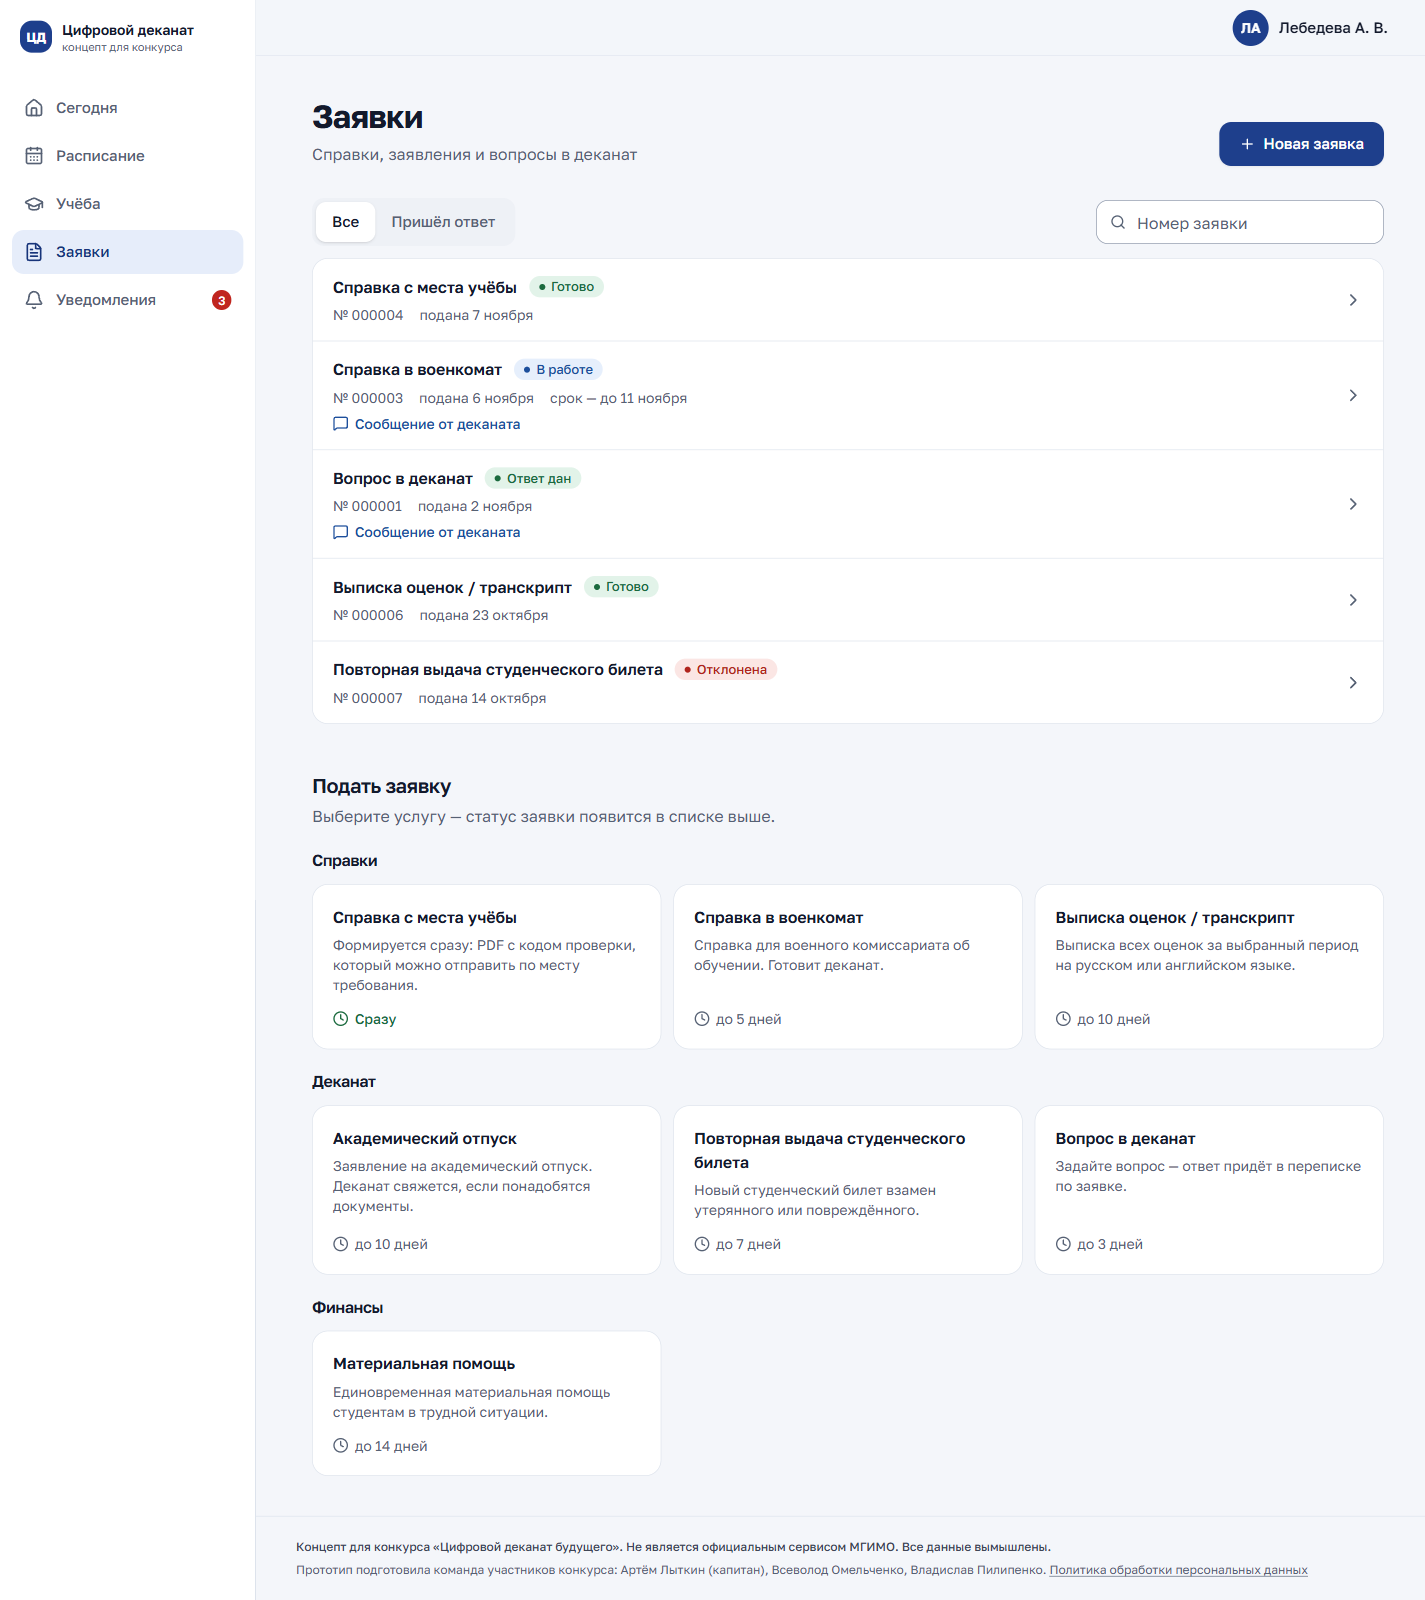 ЦД
Цифровой деканат
концепт для конкурса
ЛА
Лебедева А. В.
Сегодня
Расписание
Учёба
Заявки
Уведомления
3
Заявки
Справки, заявления и вопросы в деканат
Новая заявка
Все
Пришёл ответ
Номер заявки
Справка с места учёбы
Готово
№ 000004 подана 7 ноября
Справка в военкомат
В работе
№ 000003 подана 6 ноября срок — до 11 ноября
Сообщение от деканата
Вопрос в деканат
Ответ дан
№ 000001 подана 2 ноября
Сообщение от деканата
Выписка оценок / транскрипт
Готово
№ 000006 подана 23 октября
Повторная выдача студенческого билета
Отклонена
№ 000007 подана 14 октября
Подать заявку
Выберите услугу — статус заявки появится в списке выше.
Справки
Справка с места учёбы
Формируется сразу: PDF с кодом проверки,
который можно отправить по месту
требования.
Сразу
Справка в военкомат
Справка для военного комиссариата об
обучении. Готовит деканат.
до 5 дней
Выписка оценок / транскрипт
Выписка всех оценок за выбранный период
на русском или английском языке.
до 10 дней
Деканат
Академический отпуск
Заявление на академический отпуск.
Деканат свяжется, если понадобятся
документы.
до 10 дней
Повторная выдача студенческого
билета
Новый студенческий билет взамен
утерянного или повреждённого.
до 7 дней
Вопрос в деканат
Задайте вопрос — ответ придёт в переписке
по заявке.
до 3 дней
Финансы
Материальная помощь
Единовременная материальная помощь
студентам в трудной ситуации.
до 14 дней
Концепт для конкурса «Цифровой деканат будущего». Не является официальным сервисом МГИМО. Все данные вымышлены.
Прототип подготовила команда участников конкурса: Артём Лыткин (капитан), Всеволод Омельченко, Владислав Пилипенко. Политика обработки персональных данных